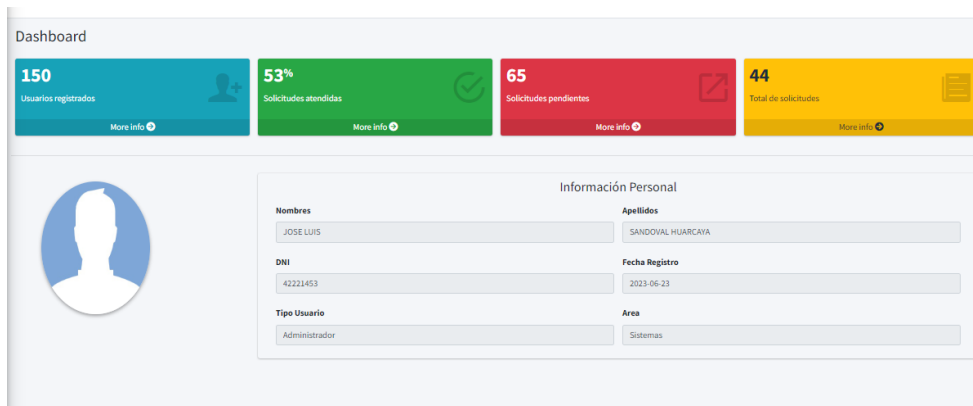 Dashboard
150 53% 65 44
Usuarios registrados Solicitudes atendidas Solicitudes pendientes Total de solicitudes
More info More info More info More info
Información Personal
Nombres Apellidos
JOSE LUIS SANDOVAL HUARCAYA
DNI Fecha Registro
42221453 2023-06-23
Tipo Usuario Area
Administrador Sistemas